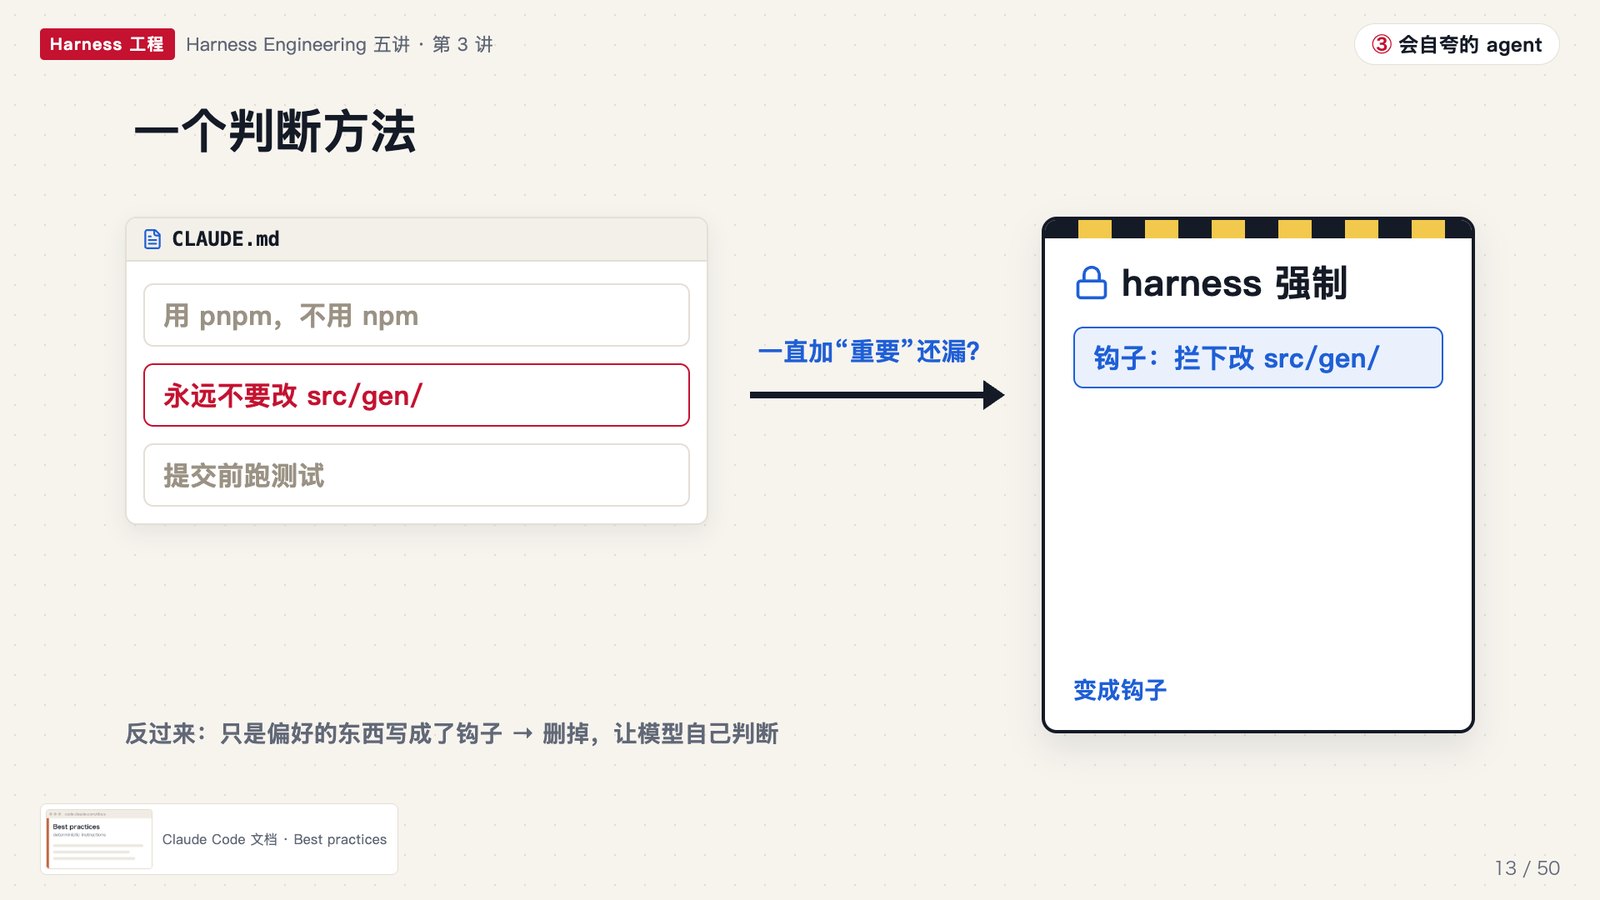 Harness 工程 Harness Engineering 五讲 · 第 3 讲
③ 会自夸的 agent
一个判断方法
CLAUDE.md
用 pnpm，不用 npm
永远不要改 src/gen/
提交前跑测试
一直加“重要”还漏？
harness 强制
钩子：拦下改 src/gen/
变成钩子
反过来：只是偏好的东西写成了钩子 → 删掉，让模型自己判断
Best practices
Claude Code 文档 · Best practices
13 / 50